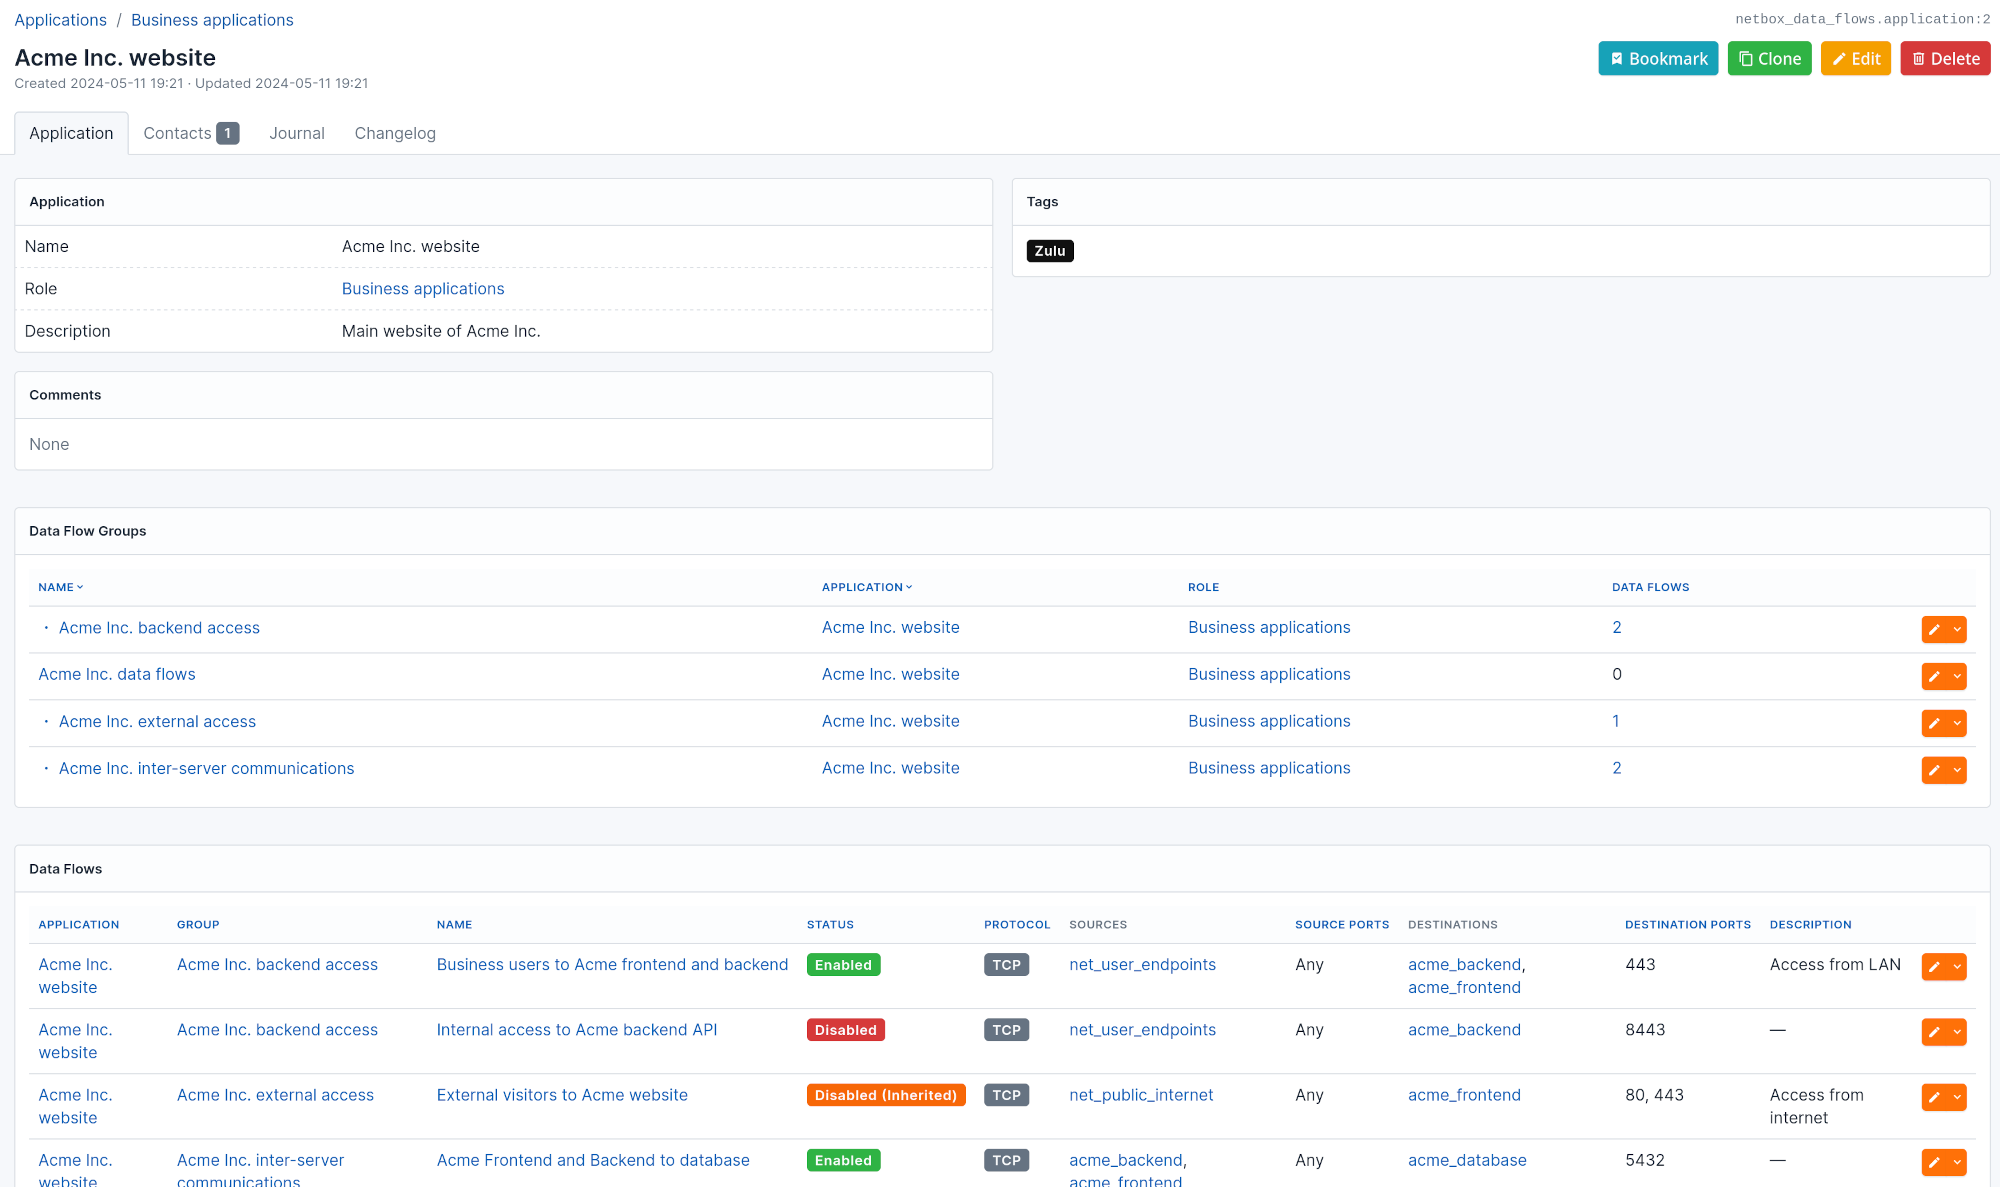 Applications / Business applications
netbox_data_flows.application:2
Acme Inc. website
Bookmark Clone Edit Delete
Created 2024-05-11 19:21 · Updated 2024-05-11 19:21
Application Contacts 1 Journal Changelog
Application
Name Acme Inc. website
Role Business applications
Description Main website of Acme Inc.
Tags
Zulu
Comments
None
Data Flow Groups
NAME APPLICATION ROLE DATA FLOWS
· Acme Inc. backend access Acme Inc. website Business applications 2
Acme Inc. data flows Acme Inc. website Business applications 0
· Acme Inc. external access Acme Inc. website Business applications 1
· Acme Inc. inter-server communications Acme Inc. website Business applications 2
Data Flows
APPLICATION GROUP NAME STATUS PROTOCOL SOURCES SOURCE PORTS DESTINATIONS DESTINATION PORTS DESCRIPTION
Acme Inc. Acme Inc. backend access Business users to Acme frontend and backend Enabled TCP net_user_endpoints Any acme_backend, 443 Access from LAN
website acme_frontend
Acme Inc. Acme Inc. backend access Internal access to Acme backend API Disabled TCP net_user_endpoints Any acme_backend 8443 —
website
Acme Inc. Acme Inc. external access External visitors to Acme website Disabled (Inherited) TCP net_public_internet Any acme_frontend 80, 443 Access from
website internet
Acme Inc. Acme Inc. inter-server Acme Frontend and Backend to database Enabled TCP acme_backend, Any acme_database 5432 —
website communications acme_frontend